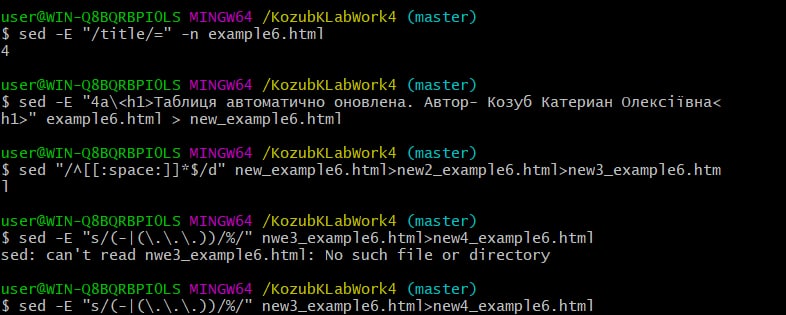 user@WIN-Q8BQRBPIOLS MINGW64 /KozubKLabWork4 (master)
$ sed -E "/title/=" -n example6.html
4
user@WIN-Q8BQRBPIOLS MINGW64 /KozubKLabWork4 (master)
$ sed -E "4a\<h1>Таблиця автоматично оновлена. Автор- Козуб Катериан Олексіївна<
h1>" example6.html > new_example6.html
user@WIN-Q8BQRBPIOLS MINGW64 /KozubKLabWork4 (master)
$ sed "/^[[:space:]]*$/d" new_example6.html>new2_example6.html>new3_example6.htm
l
user@WIN-Q8BQRBPIOLS MINGW64 /KozubKLabWork4 (master)
$ sed -E "s/(-|(\.\.\.))/%/" nwe3_example6.html>new4_example6.html
sed: can't read nwe3_example6.html: No such file or directory
user@WIN-Q8BQRBPIOLS MINGW64 /KozubKLabWork4 (master)
$ sed -E "s/(-|(\.\.\.))/%/" new3_example6.html>new4_example6.html